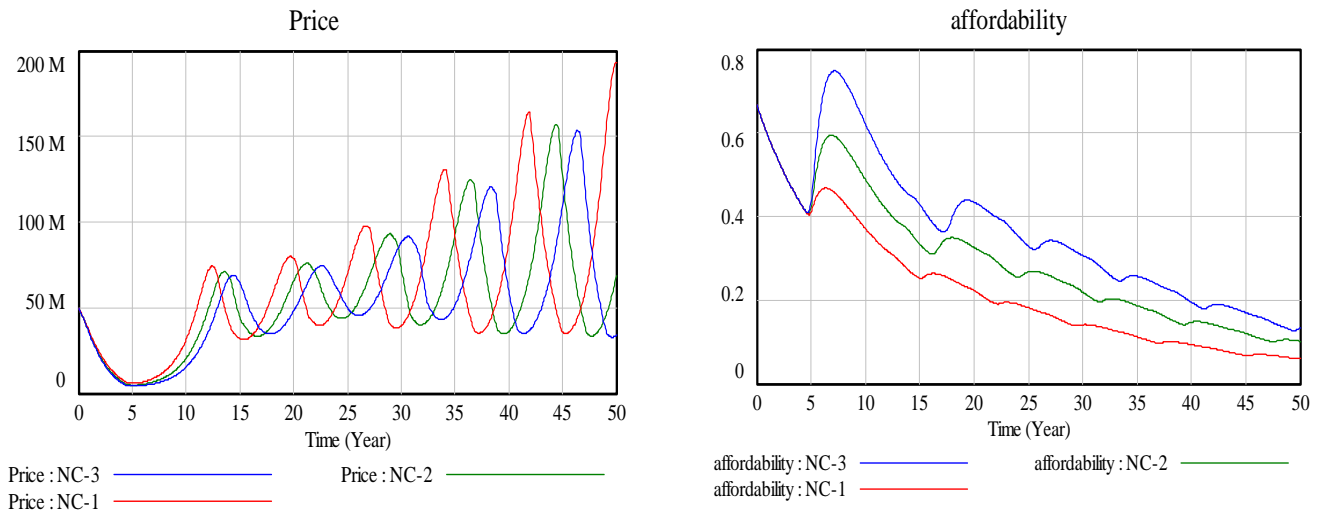 Price
200 M
150 M
100 M
50 M
0
0 5 10 15 20 25 30 35 40 45 50
Time (Year)
Price : NC-3 Price : NC-2
Price : NC-1
affordability
0.8
0.6
0.4
0.2
0
0 5 10 15 20 25 30 35 40 45 50
Time (Year)
affordability : NC-3 affordability : NC-2
affordability : NC-1